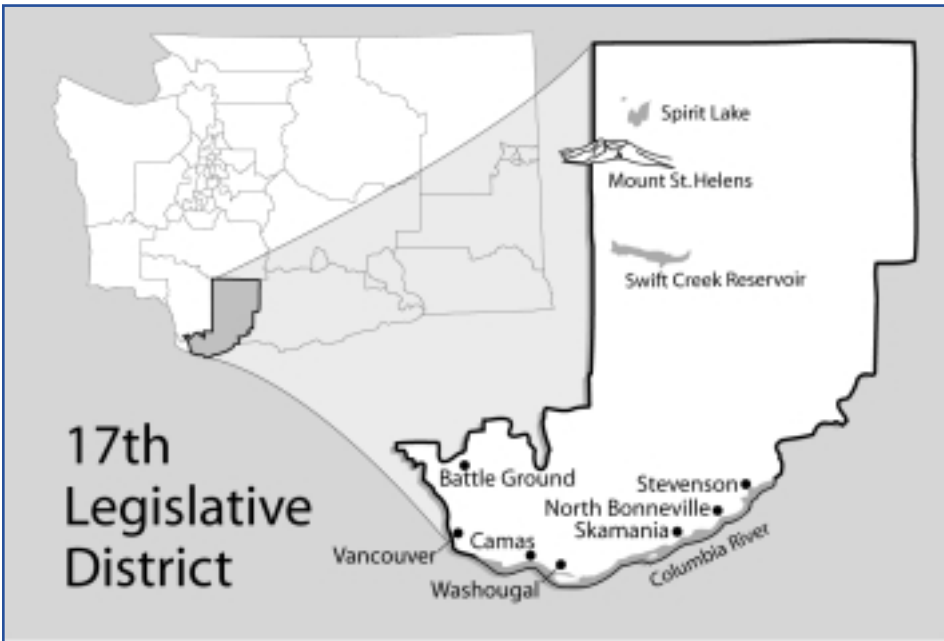 Spirit Lake
Mount St. Helens
Swift Creek Reservoir
17th
Legislative
District
Battle Ground
Stevenson
North Bonneville
Skamania
Vancouver
Camas
Washougal
Columbia River